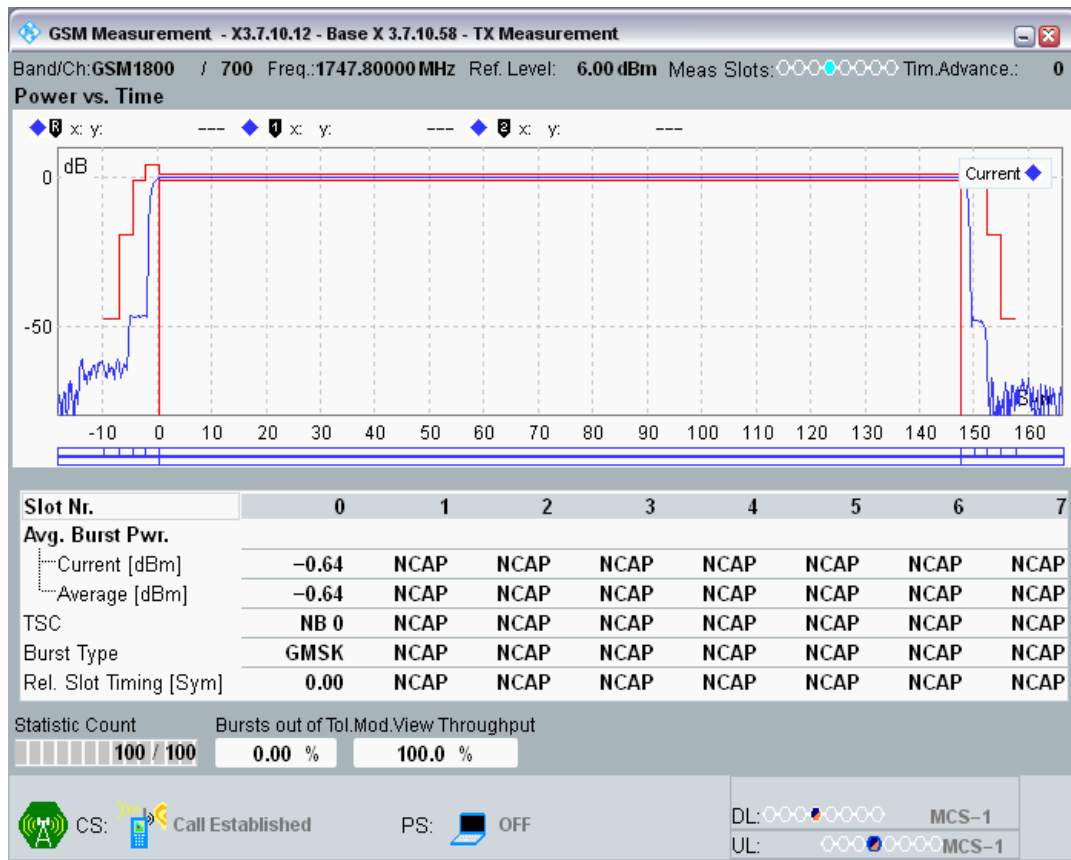 GSM Measurement - X3.7.10.12 - Base X 3.7.10.58 - TX Measurement
Band/Ch:GSM1800 / 700 Freq.:1747.80000 MHz Ref. Level: 6.00 dBm Meas Slots: Tim.Advance.: 0
Power vs. Time
R x: y: --- 1 x: y: --- 2 x: y: ---
dB
Current
0
-50
Sym
-10 0 10 20 30 40 50 60 70 80 90 100 110 120 130 140 150 160
Slot Nr. 0 1 2 3 4 5 6 7
Avg. Burst Pwr.
Current [dBm] −0.64 NCAP NCAP NCAP NCAP NCAP NCAP NCAP
Average [dBm] −0.64 NCAP NCAP NCAP NCAP NCAP NCAP NCAP
TSC NB 0 NCAP NCAP NCAP NCAP NCAP NCAP NCAP
Burst Type GMSK NCAP NCAP NCAP NCAP NCAP NCAP NCAP
Rel. Slot Timing [Sym] 0.00 NCAP NCAP NCAP NCAP NCAP NCAP NCAP
Statistic Count Bursts out of Tol. Mod.View Throughput
100 / 100 0.00 % 100.0 %
CS: Call Established PS: OFF DL: MCS−1
UL: MCS−1